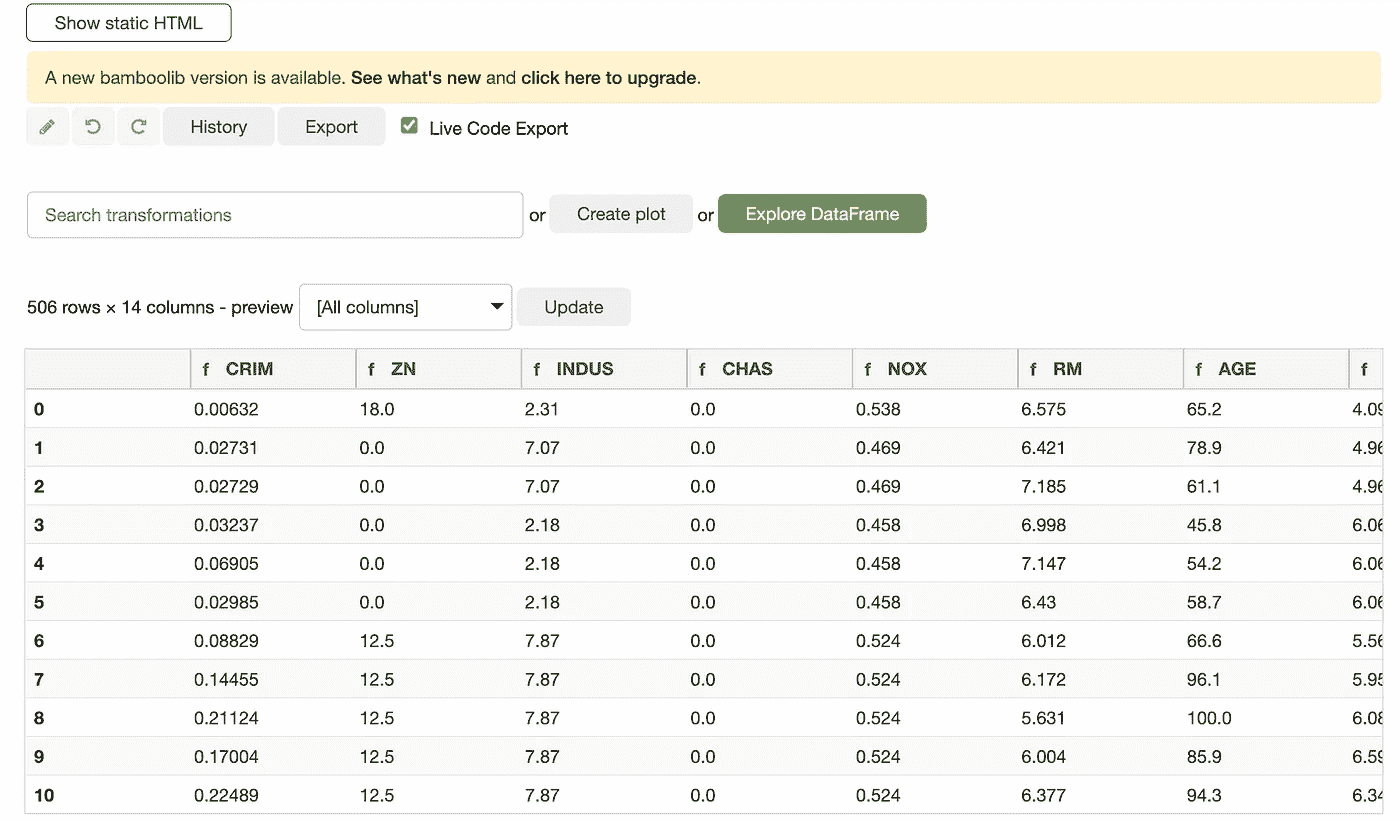 Show static HTML
A new bamboolib version is available. See what's new and click here to upgrade.
History Export Live Code Export
Search transformations or Create plot or Explore DataFrame
506 rows × 14 columns - preview [All columns] Update
f CRIM f ZN f INDUS f CHAS f NOX f RM f AGE f
0 0.00632 18.0 2.31 0.0 0.538 6.575 65.2 4.09
1 0.02731 0.0 7.07 0.0 0.469 6.421 78.9 4.96
2 0.02729 0.0 7.07 0.0 0.469 7.185 61.1 4.96
3 0.03237 0.0 2.18 0.0 0.458 6.998 45.8 6.06
4 0.06905 0.0 2.18 0.0 0.458 7.147 54.2 6.06
5 0.02985 0.0 2.18 0.0 0.458 6.43 58.7 6.06
6 0.08829 12.5 7.87 0.0 0.524 6.012 66.6 5.56
7 0.14455 12.5 7.87 0.0 0.524 6.172 96.1 5.95
8 0.21124 12.5 7.87 0.0 0.524 5.631 100.0 6.08
9 0.17004 12.5 7.87 0.0 0.524 6.004 85.9 6.59
10 0.22489 12.5 7.87 0.0 0.524 6.377 94.3 6.34